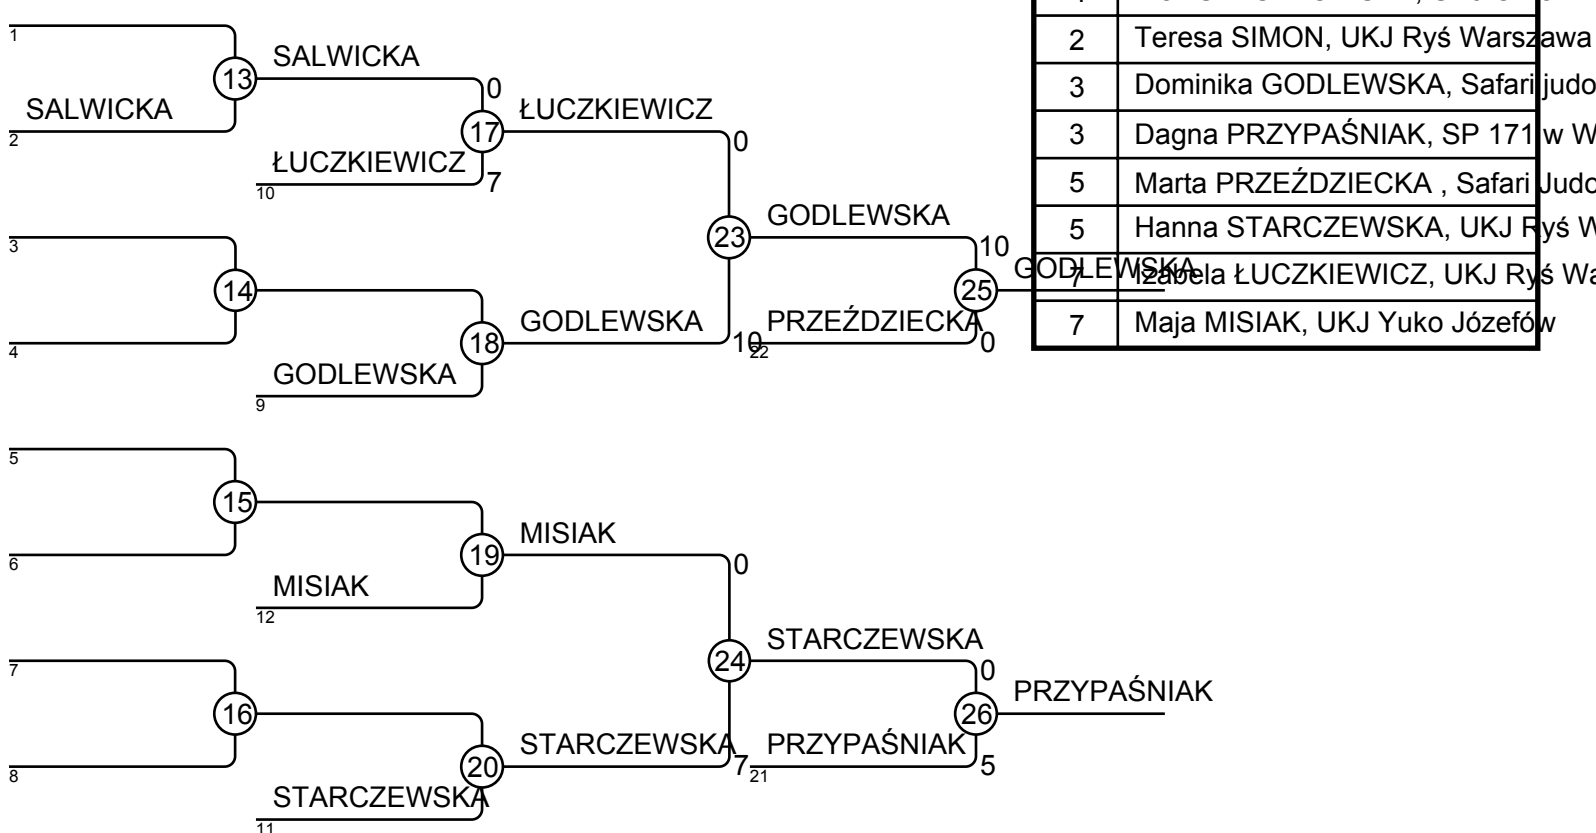 1
SALWICKA
13
SALWICKA
2
0
17
ŁUCZKIEWICZ
ŁUCZKIEWICZ
10
7
0
3
14
4
GODLEWSKA
9
18
GODLEWSKA
10
23
GODLEWSKA
10
PRZEŹDZIECKA
22
0
25
GODLEWSKA
5
15
6
MISIAK
12
19
MISIAK
0
7
16
8
STARCZEWSKA
11
20
STARCZEWSKA
7
24
STARCZEWSKA
0
PRZYPAŚNIAK
21
5
26
PRZYPAŚNIAK
2 Teresa SIMON, UKJ Ryś Warszawa
3 Dominika GODLEWSKA, Safari judo
3 Dagna PRZYPAŚNIAK, SP 171 w W
5 Marta PRZEŹDZIECKA , Safari Judo
5 Hanna STARCZEWSKA, UKJ Ryś W
7 Izabela ŁUCZKIEWICZ, UKJ Ryś Wa
7 Maja MISIAK, UKJ Yuko Józefów